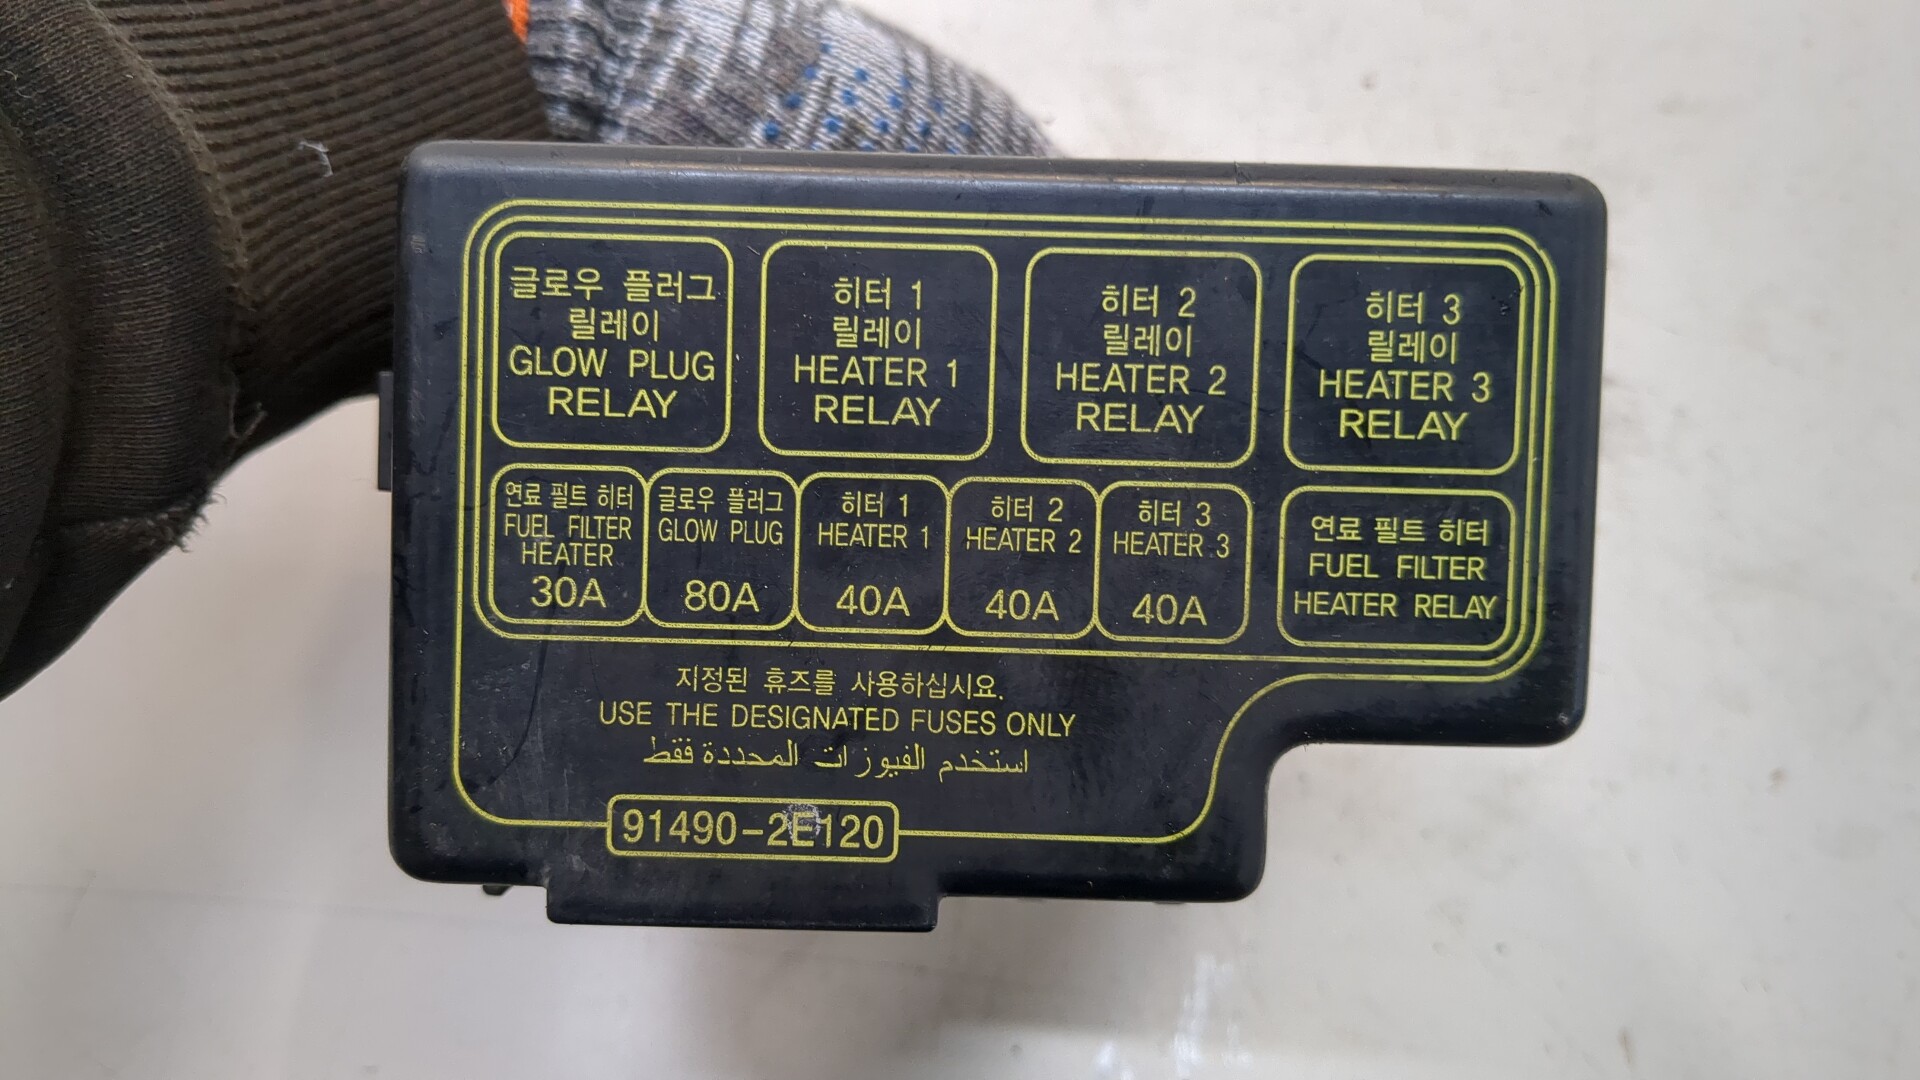 글로우 플러그
릴레이
GLOW PLUG
RELAY
히터 1
릴레이
HEATER 1
RELAY
히터 2
릴레이
HEATER 2
RELAY
히터 3
릴레이
HEATER 3
RELAY
연료 필트 히터
FUEL FILTER
HEATER
30A
글로우 플러그
GLOW PLUG
80A
히터 1
HEATER 1
40A
히터 2
HEATER 2
40A
히터 3
HEATER 3
40A
연료 필트 히터
FUEL FILTER
HEATER RELAY
지정된 휴즈를 사용하십시요.
USE THE DESIGNATED FUSES ONLY
استخدم الفيوزات المحددة فقط
91490-2E120